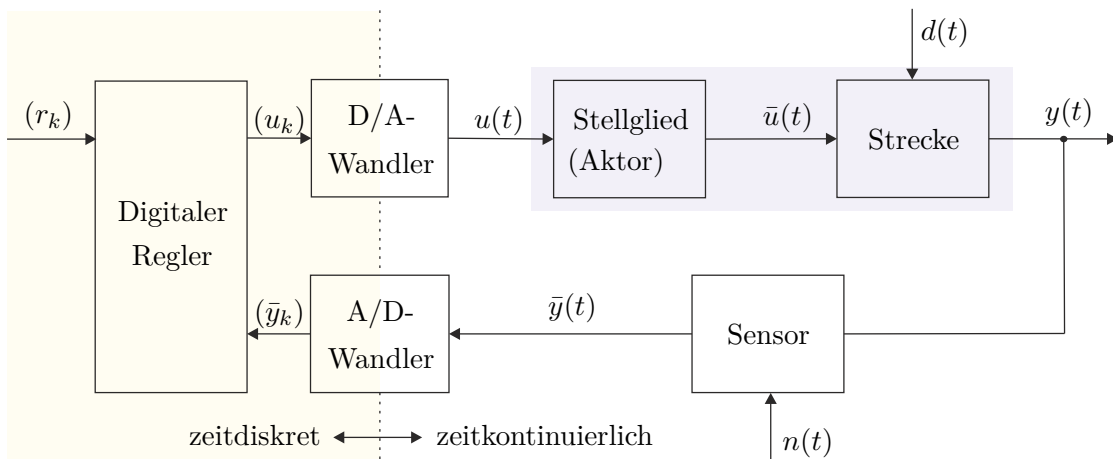 d(t)
(r_k)
(u_k)
D/A-
Wandler
u(t)
Stellglied
(Aktor)
ū(t)
Strecke
y(t)
Digitaler
Regler
(ȳ_k)
A/D-
Wandler
ȳ(t)
Sensor
zeitdiskret
zeitkontinuierlich
n(t)